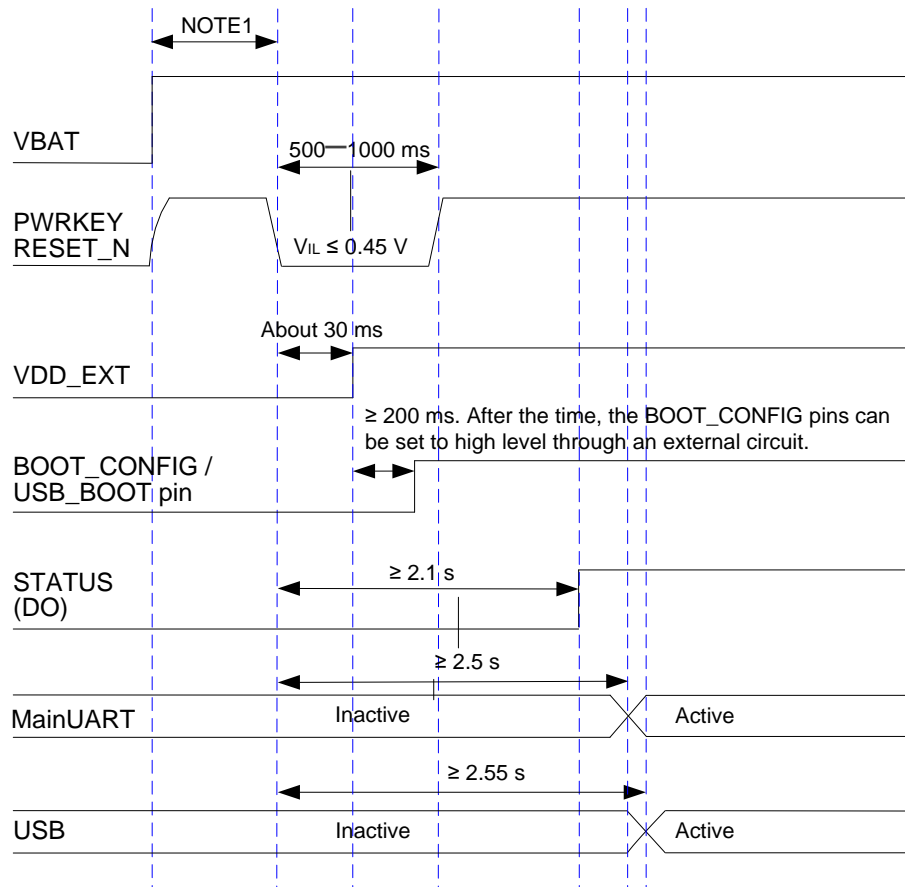 NOTE1
VBAT
500—1000 ms
PWRKEY
RESET_N
VIL ≤ 0.45 V
About 30 ms
VDD_EXT
≥ 200 ms. After the time, the BOOT_CONFIG pins can
be set to high level through an external circuit.
BOOT_CONFIG /
USB_BOOT pin
≥ 2.1 s
STATUS
(DO)
≥ 2.5 s
MainUART
Inactive
Active
≥ 2.55 s
USB
Inactive
Active